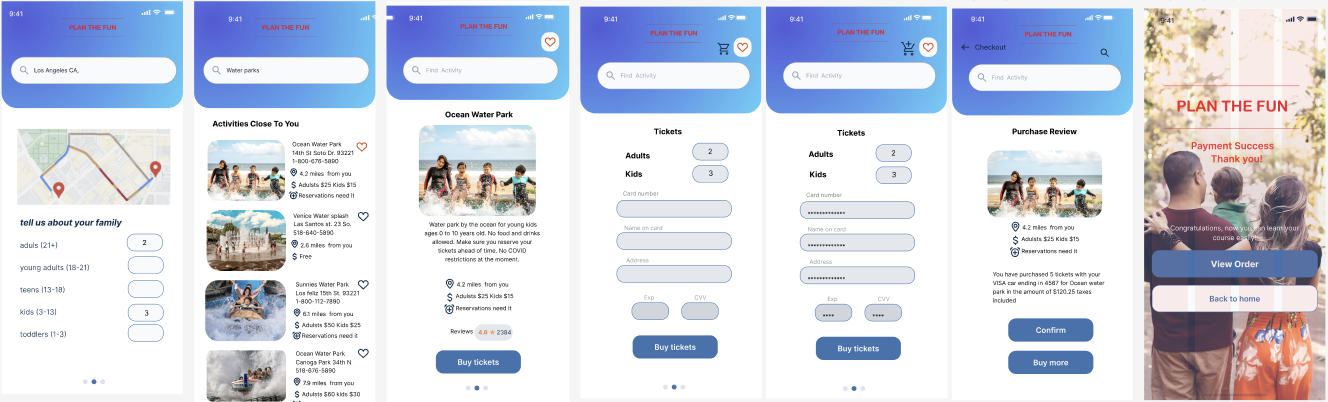 9:41
PLAN THE FUN
Los Angeles CA,
tell us about your family
aduls (21+)
2
young adults (18-21)
teens (13-18)
kids (3-13)
3
toddlers (1-3)
9:41
PLAN THE FUN
Water parks
Activities Close To You
Ocean Water Park
14th St Soto Dr. 93221
1-800-676-5890
4.2 miles from you
Adulsts $25 Kids $15
Reservations need it
Venice Water splash
Las Santos st. 23 So.
518-640-5890
2.6 miles from you
Free
Sunnies Water Park
Los feliz 15th St. 93221
1-800-112-7890
6.1 miles from you
Adulsts $50 Kids $25
Reservations need it
Ocean Water Park
Canoga Park 34th N
518-676-5890
7.9 miles from you
Adulsts $60 kids $30
9:41
PLAN THE FUN
Find Activity
Ocean Water Park
Water park by the ocean for young kids
ages 0 to 10 years old. No food and drinks
allowed. Make sure you reserve your
tickets ahead of time. No COVID
restrictions at the moment.
4.2 miles from you
Adulsts $25 Kids $15
Reservations need it
Reviews 4.8 ★ 2384
Buy tickets
9:41
PLAN THE FUN
Find Activity
Tickets
Adults
2
Kids
3
Card number
Name on card
Address
Exp
CVV
Buy tickets
9:41
PLAN THE FUN
Find Activity
Tickets
Adults
2
Kids
3
Card number
•••••••••••••
Name on card
•••••••••••••
Address
•••••••••••••
Exp
CVV
••••
••••
Buy tickets
9:41
PLAN THE FUN
Checkout
Find Activity
Purchase Review
4.2 miles from you
Adulsts $25 Kids $15
Reservations need it
You have purchased 5 tickets with your
VISA car ending in 4567 for Ocean water
park in the amount of $120.25 taxes
included
Confirm
Buy more
9:41
PLAN THE FUN
Payment Success
Thank you!
Congratulations, now you can learn your
course easily!
View Order
Back to home